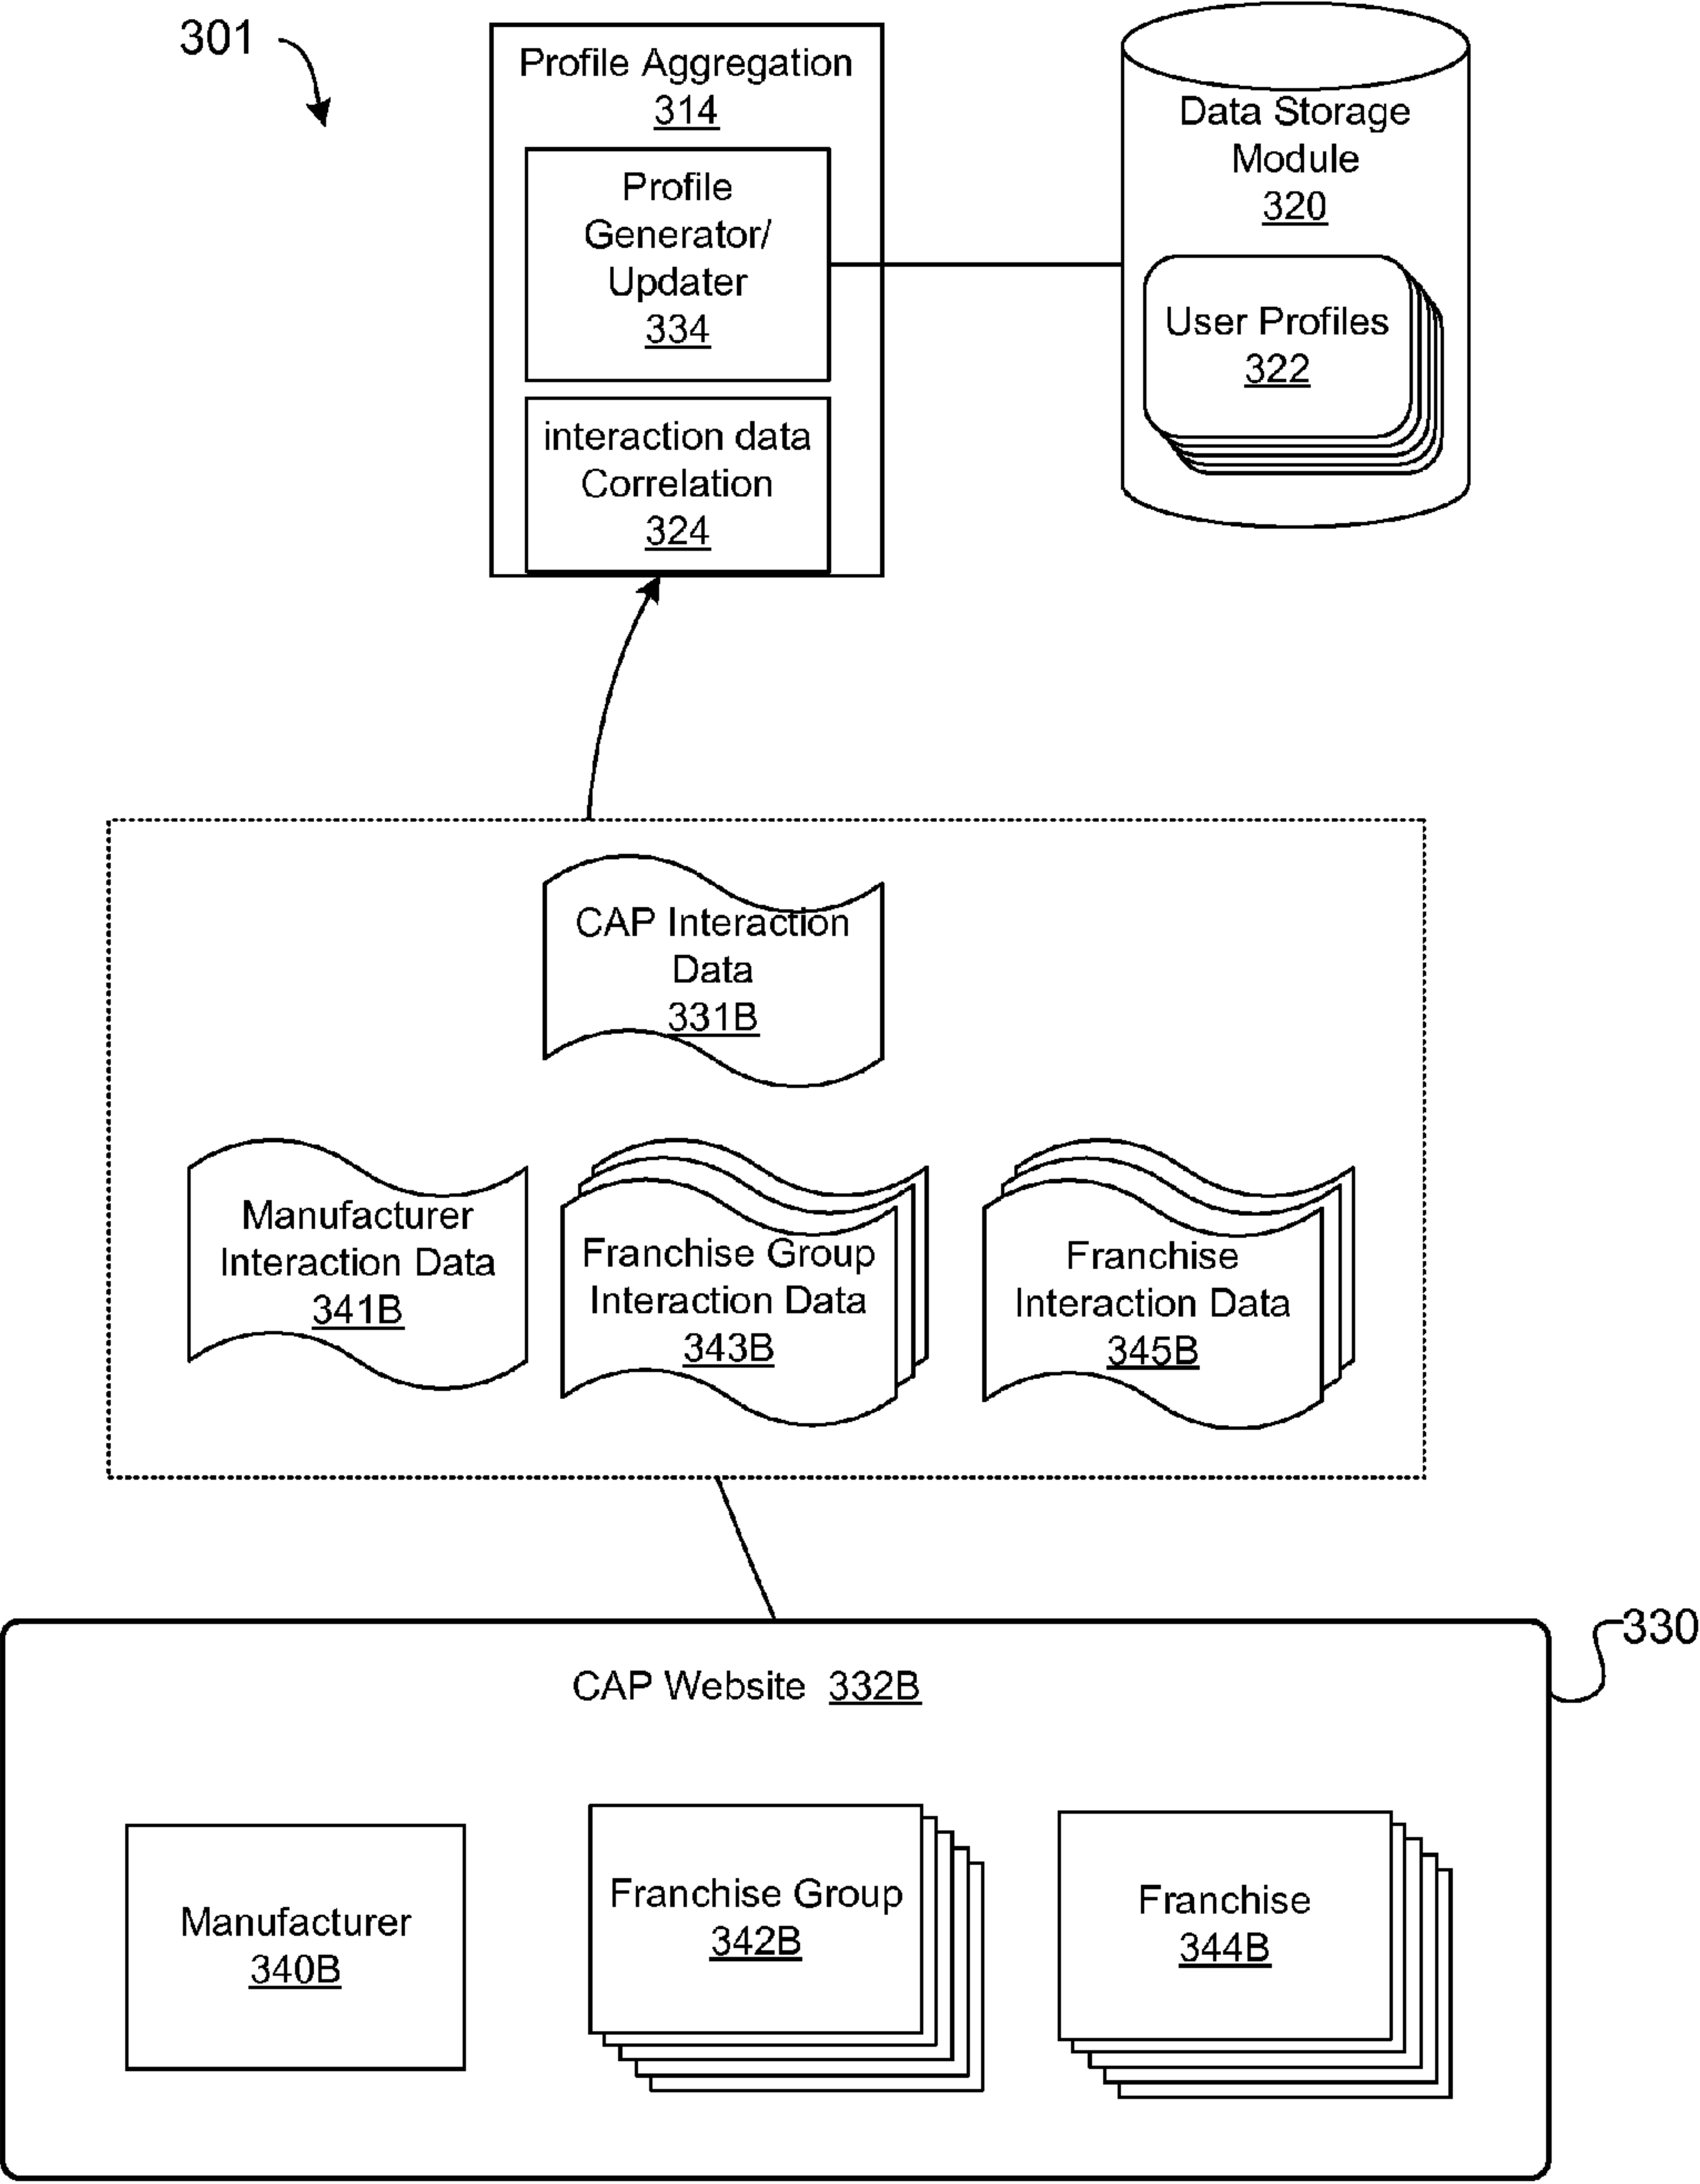 301
Profile Aggregation
314
Profile
Generator/
Updater
334
interaction data
Correlation
324
Data Storage
Module
320
User Profiles
322
CAP Interaction
Data
331B
Manufacturer
Interaction Data
341B
Franchise Group
Interaction Data
343B
Franchise
Interaction Data
345B
330
CAP Website 332B
Manufacturer
340B
Franchise Group
342B
Franchise
344B